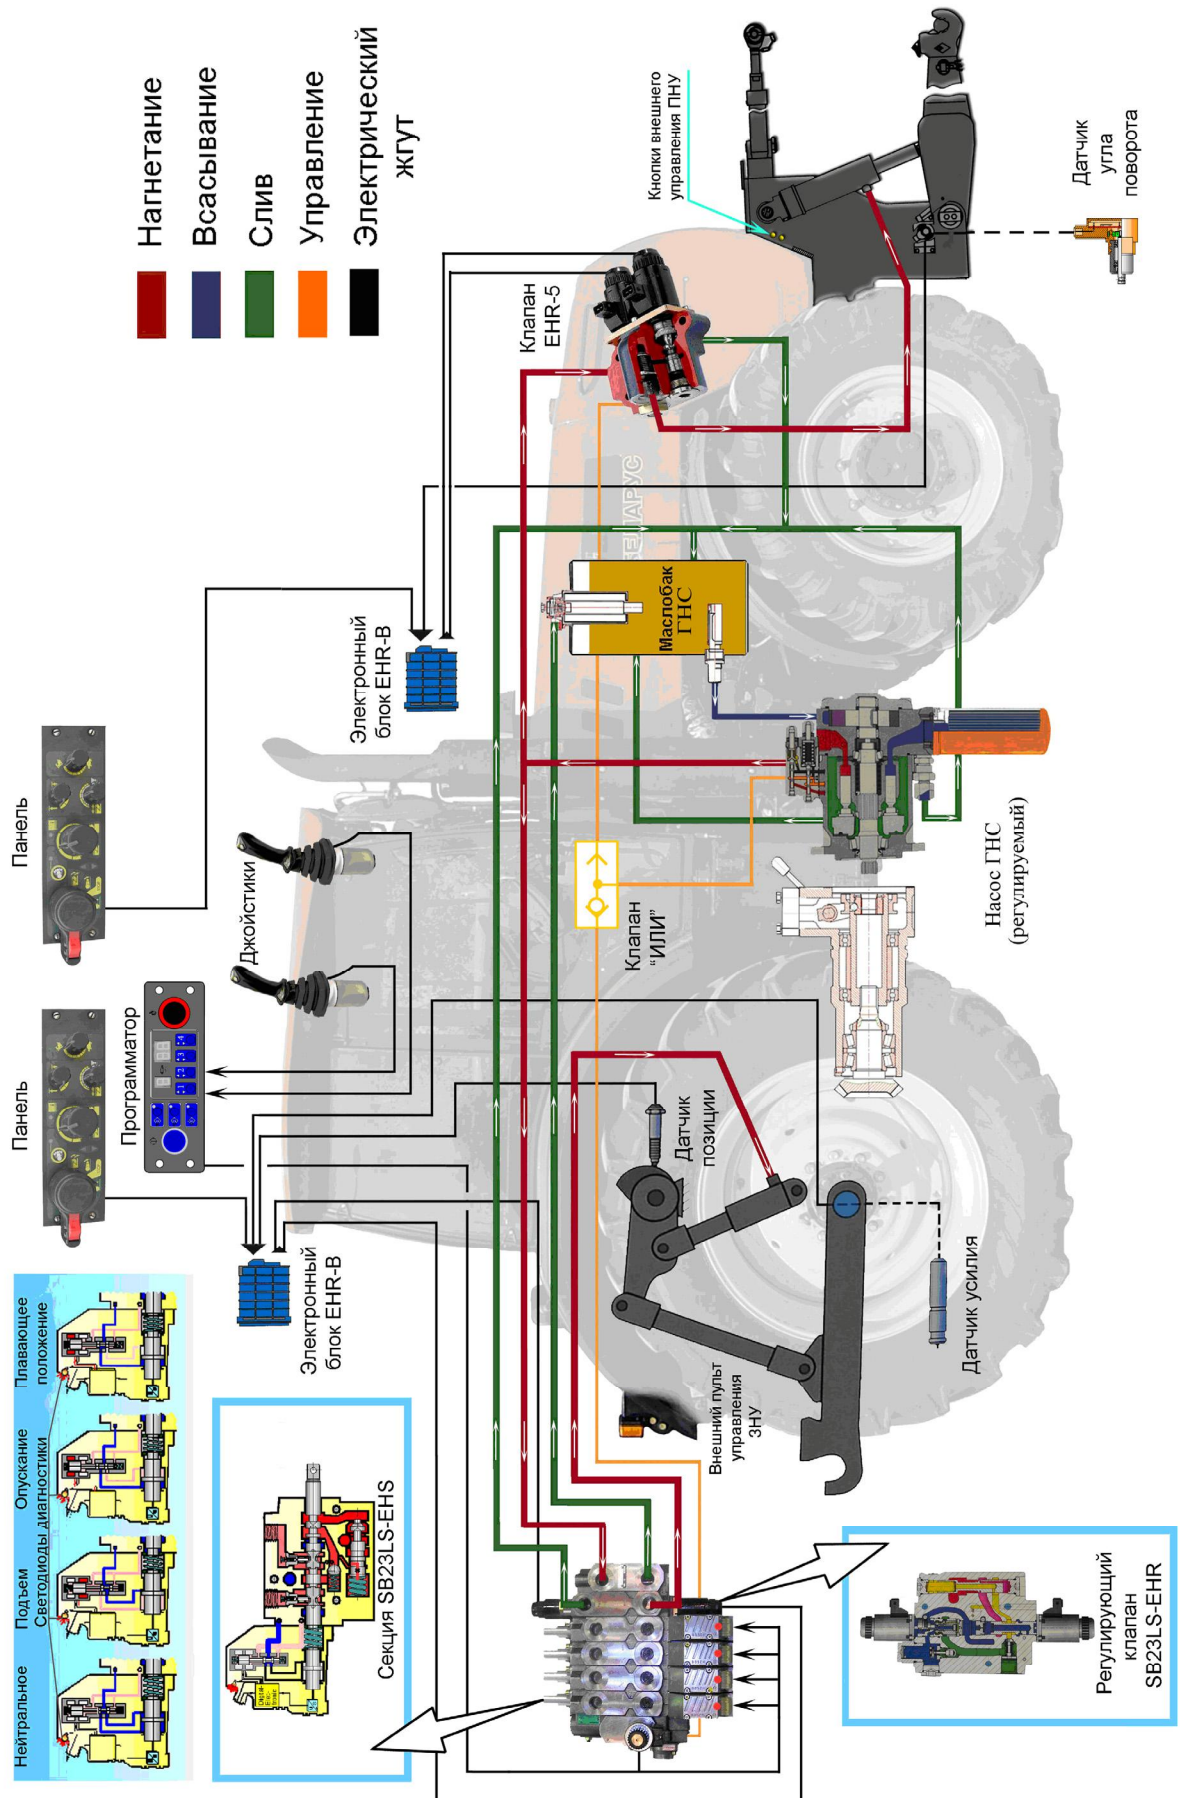 Нагнетание
Всасывание
Слив
Управление
Электрический
жгут
Кнопки внешнего
управления ПНУ
Датчик
угла
поворота
Клапан
EHR-5
Панель
Электронный
блок EHR-B
Маслобак
ГНС
Джойстики
Клапан
“ИЛИ”
Насос ГНС
(регулируемый)
Панель
Программатор
Датчик
позиции
Электронный
блок EHR-B
Датчик усилия
Внешний пульт
управления
ЗНУ
Плавающее
положение
Опускание
Подъем
Нейтральное
Светодиоды диагностики
Секция SB23LS-EHS
Регулирующий
клапан
SB23LS-EHR